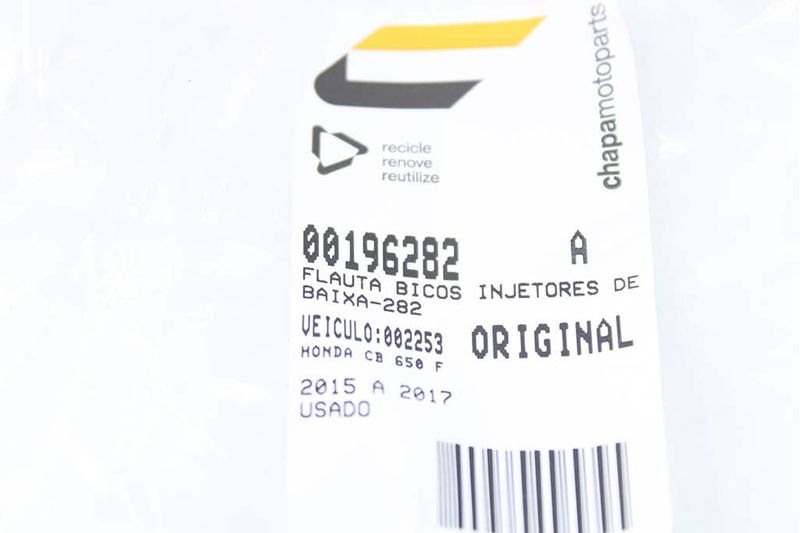 chapamotoparts
recicle
renove
reutilize
00196282 A
FLAUTA BICOS INJETORES DE
BAIXA-282
VEICULO:002253 ORIGINAL
HONDA CB 650 F
2015 A 2017
USADO